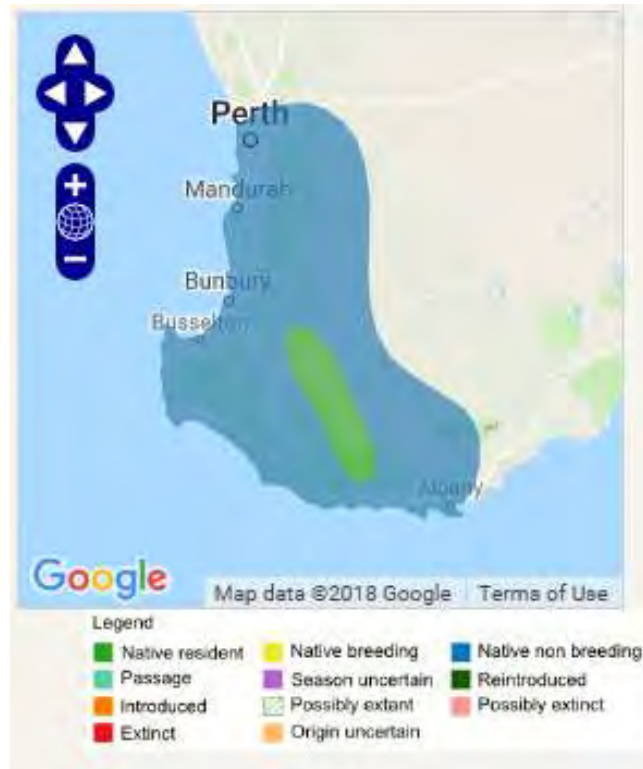 Perth
Mandurah
Bunbury
Busselton
Albany
Google
Map data ©2018 Google Terms of Use
Legend
Native resident Native breeding Native non breeding
Passage Season uncertain Reintroduced
Introduced Possibly extant Possibly extinct
Extinct Origin uncertain